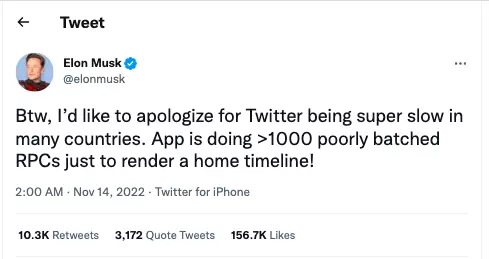 Tweet
Elon Musk
@elonmusk
Btw, I’d like to apologize for Twitter being super slow in
many countries. App is doing >1000 poorly batched
RPCs just to render a home timeline!
2:00 AM · Nov 14, 2022 · Twitter for iPhone
10.3K Retweets 3,172 Quote Tweets 156.7K Likes